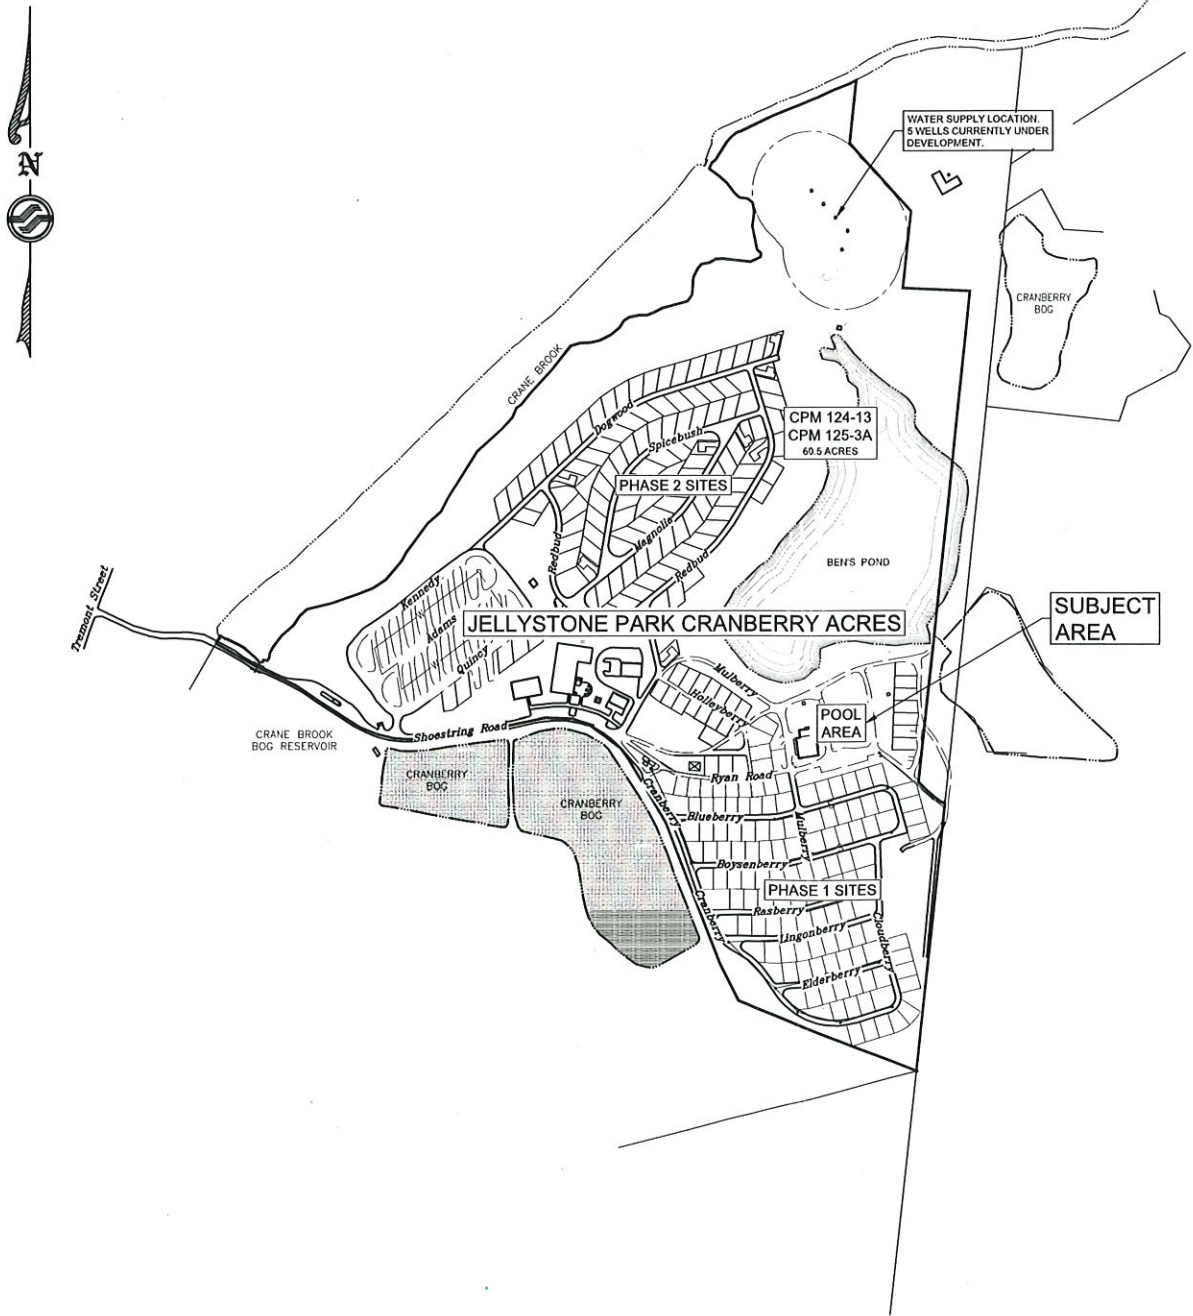 WATER SUPPLY LOCATION.
5 WELLS CURRENTLY UNDER
DEVELOPMENT.
N
CRANBERRY
BOG
CRANE BROOK
Dogwood
CPM 124-13
CPM 125-3A
60.5 ACRES
Spicebush
PHASE 2 SITES
Magnolia
Redbud
Redbud
BEN'S POND
Tremont Street
Kennedy
Adams
Quincy
JELLYSTONE PARK CRANBERRY ACRES
SUBJECT
AREA
Mulberry
Holleyberry
POOL
AREA
CRANE BROOK
BOG RESERVOIR
Shoestring Road
CRANBERRY
BOG
CRANBERRY
BOG
Ryan Road
Cranberry
Blueberry
Mulberry
Boysenberry
PHASE 1 SITES
Cranberry
Rasberry
Lingonberry
Cloudberry
Elderberry